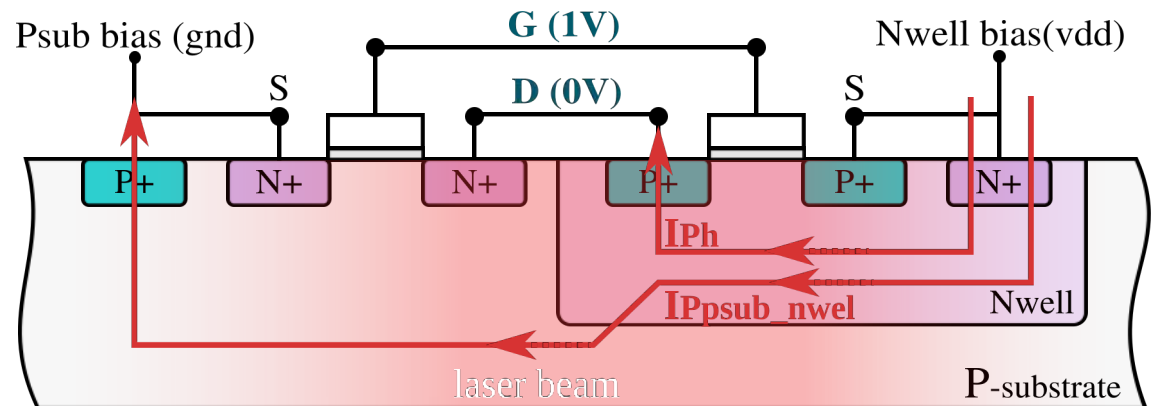 Psub bias (gnd)
G (1V)
Nwell bias(vdd)
S
D (0V)
S
P+
N+
N+
P+
P+
N+
IPh
IPpsub_nwel
Nwell
laser beam
P-substrate